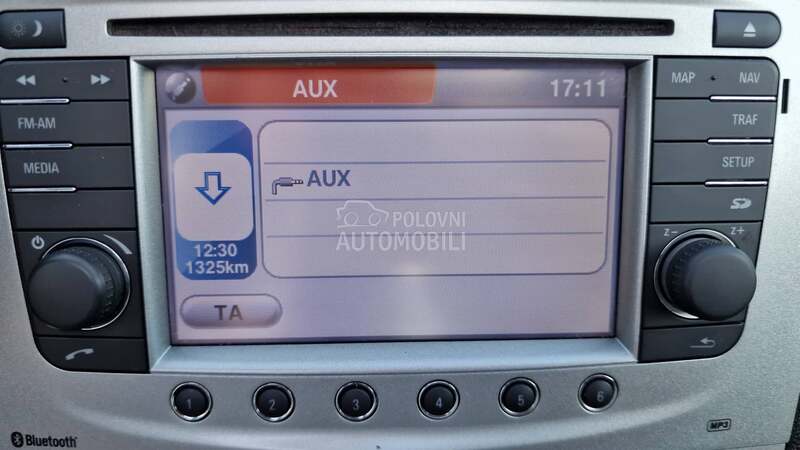 AUX
17:11
MAP
NAV
FM-AM
TRAF
MEDIA
SETUP
AUX
POLOVNI
AUTOMOBILI
12:30
1325km
z-
z+
TA
1
2
3
4
5
6
Bluetooth
MP3